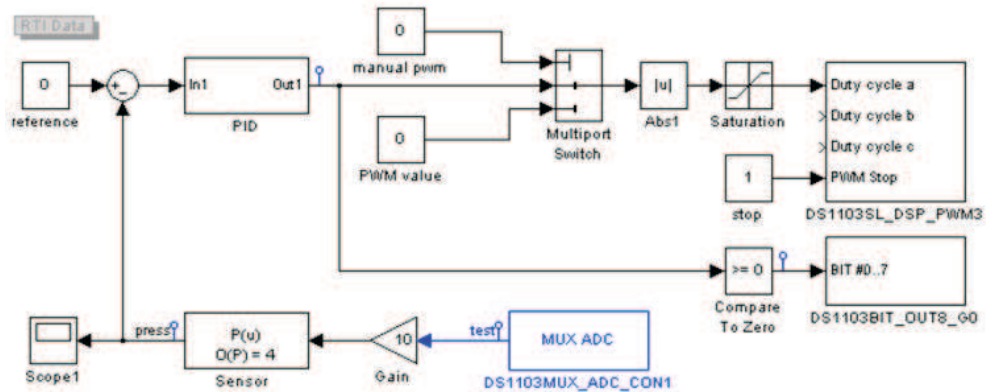 RTI Data
0
manual pwm
0
reference
+
-
In1
Out1
PID
0
PWM value
Multiport
Switch
|u|
Abs1
Saturation
Duty cycle a
Duty cycle b
Duty cycle c
PWM Stop
DS1103SL_DSP_PWM3
1
stop
>= 0
Compare
To Zero
BIT #0..7
DS1103BIT_OUT8_G0
Scope1
press
P(u)
O(P) = 4
Sensor
10
Gain
test
MUX ADC
DS1103MUX_ADC_CON1